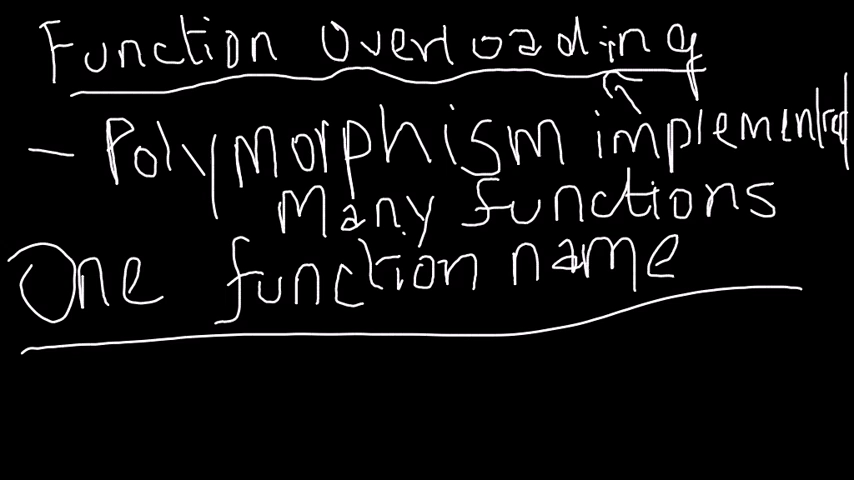 Function Overloading
- Polymorphism implemented
Many functions
One function name